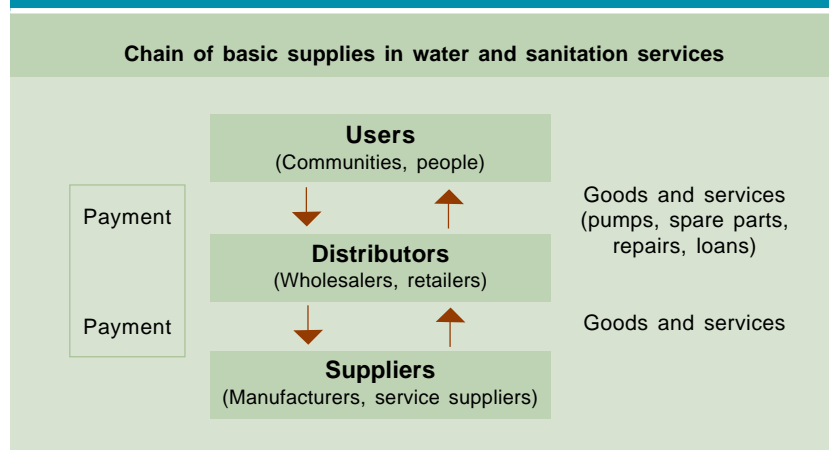 Chain of basic supplies in water and sanitation services
Users
(Communities, people)
Payment
Goods and services
(pumps, spare parts,
repairs, loans)
Distributors
(Wholesalers, retailers)
Payment
Goods and services
Suppliers
(Manufacturers, service suppliers)